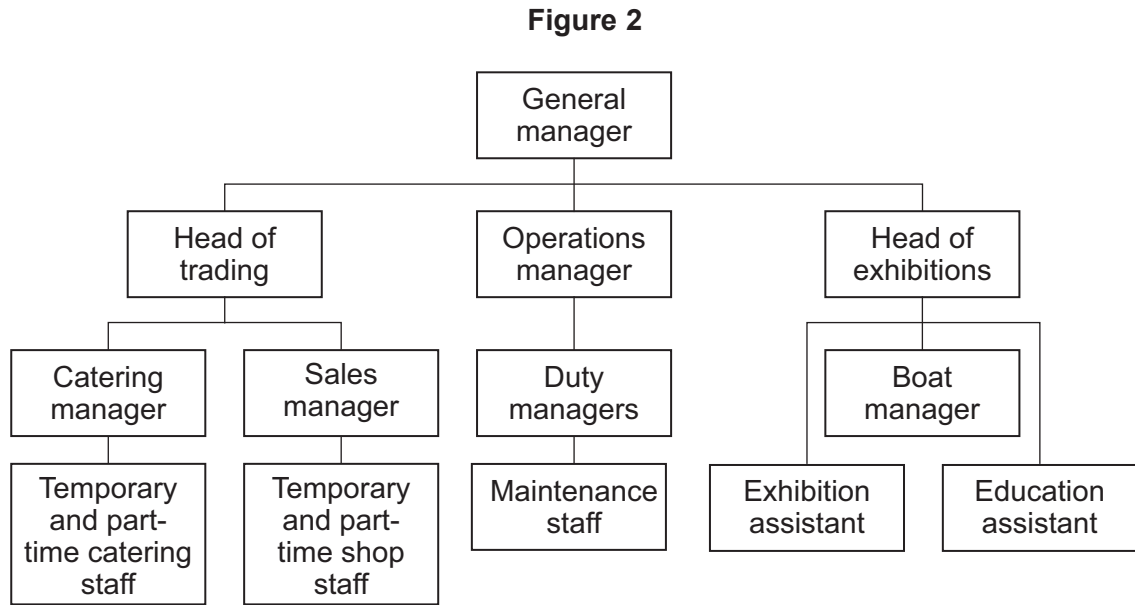 Figure 2
General
manager
Head of
trading
Operations
manager
Head of
exhibitions
Catering
manager
Sales
manager
Duty
managers
Boat
manager
Temporary
and part-
time catering
staff
Temporary
and part-
time shop
staff
Maintenance
staff
Exhibition
assistant
Education
assistant